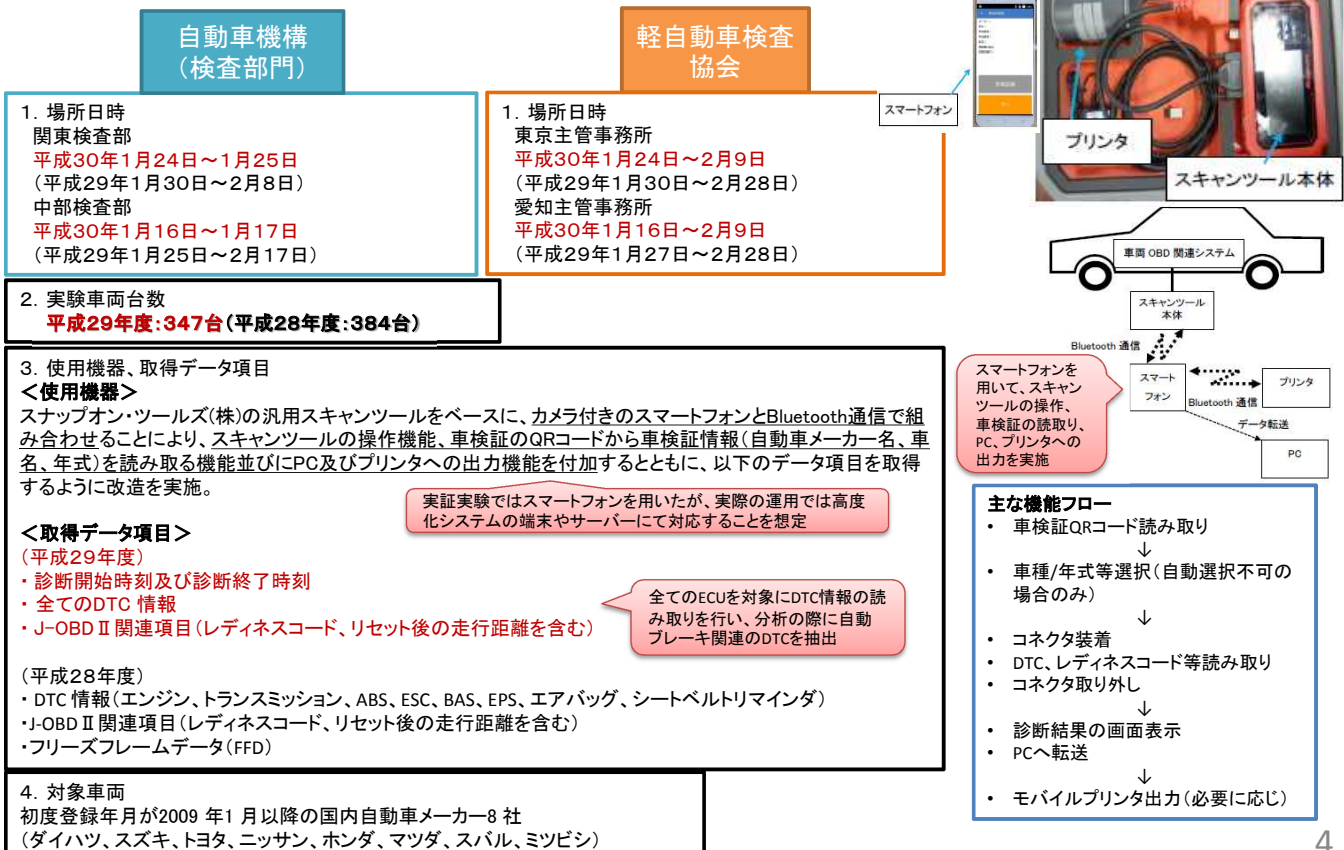 自動車機構
（検査部門）
軽自動車検査
協会
1．場所日時
関東検査部
平成30年1月24日～1月25日
（平成29年1月30日～2月8日）
中部検査部
平成30年1月16日～1月17日
（平成29年1月25日～2月17日）
1．場所日時
東京主管事務所
平成30年1月24日～2月9日
（平成29年1月30日～2月28日）
愛知主管事務所
平成30年1月16日～2月9日
（平成29年1月27日～2月28日）
スマートフォン
プリンタ
スキャンツール本体
2．実験車両台数
平成29年度：347台（平成28年度：384台）
3．使用機器、取得データ項目
＜使用機器＞
スナップオン・ツールズ(株)の汎用スキャンツールをベースに、カメラ付きのスマートフォンとBluetooth通信で組
み合わせることにより、スキャンツールの操作機能、車検証のQRコードから車検証情報（自動車メーカー名、車
名、年式）を読み取る機能並びにPC及びプリンタへの出力機能を付加するとともに、以下のデータ項目を取得
するように改造を実施。
実証実験ではスマートフォンを用いたが、実際の運用では高度
化システムの端末やサーバーにて対応することを想定
＜取得データ項目＞
（平成29年度）
・診断開始時刻及び診断終了時刻
・全てのDTC 情報
・J-OBDⅡ関連項目（レディネスコード、リセット後の走行距離を含む）
全てのECUを対象にDTC情報の読
み取りを行い、分析の際に自動
ブレーキ関連のDTCを抽出
（平成28年度）
・DTC 情報（エンジン、トランスミッション、ABS、ESC、BAS、EPS、エアバッグ、シートベルトリマインダ）
・J-OBDⅡ関連項目（レディネスコード、リセット後の走行距離を含む）
・フリーズフレームデータ（FFD）
4．対象車両
初度登録年月が2009 年1 月以降の国内自動車メーカー8 社
（ダイハツ、スズキ、トヨタ、ニッサン、ホンダ、マツダ、スバル、ミツビシ）
車両 OBD 関連システム
スキャンツール
本体
Bluetooth 通信
スマート
フォン
プリンタ
Bluetooth 通信
データ転送
PC
スマートフォンを
用いて、スキャン
ツールの操作、
車検証の読取り、
PC、プリンタへの
出力を実施
主な機能フロー
• 車検証QRコード読み取り
↓
• 車種/年式等選択（自動選択不可の
場合のみ）
↓
• コネクタ装着
• DTC、レディネスコード等読み取り
• コネクタ取り外し
↓
• 診断結果の画面表示
• PCへ転送
↓
• モバイルプリンタ出力（必要に応じ）
4